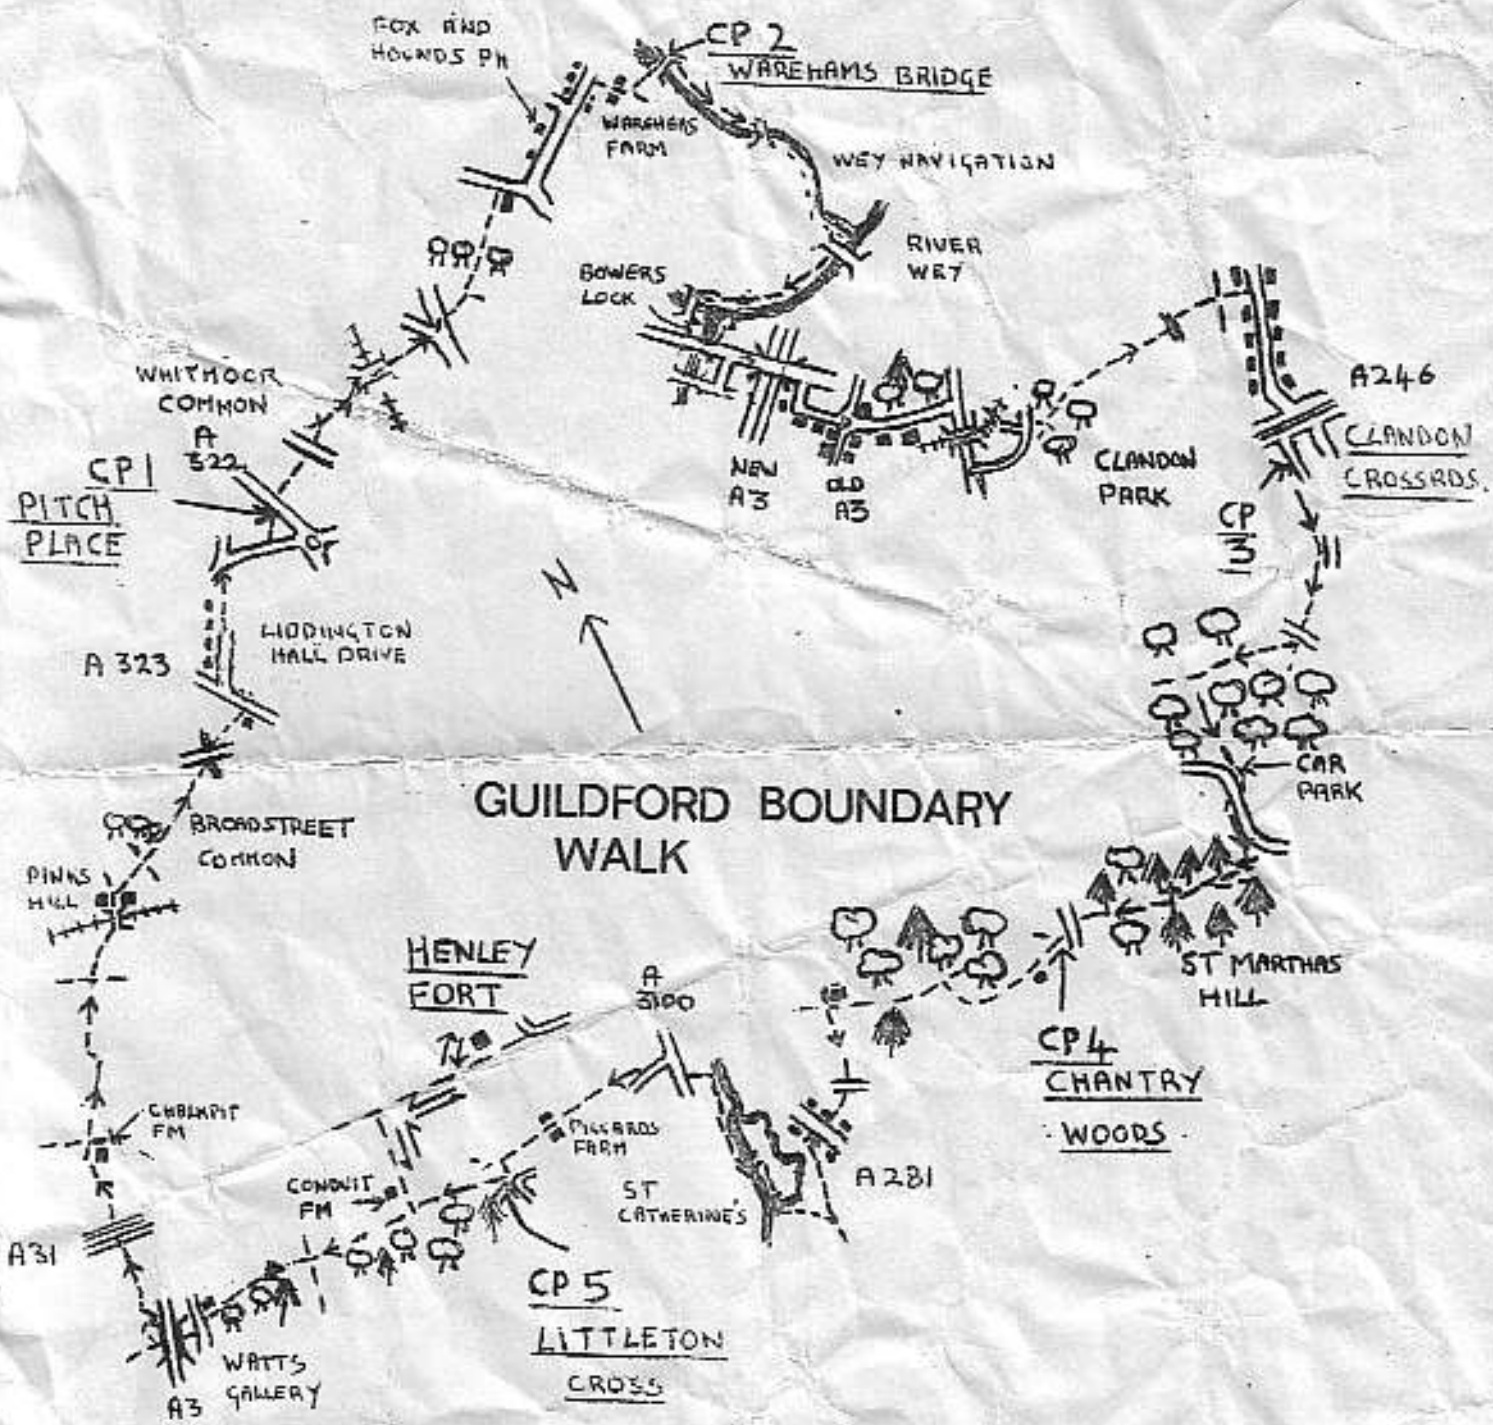 FOX AND
HOUNDS PH
CP 2
WAREHAMS BRIDGE
FARM
WEY NAVIGATION
RIVER
WEY
BOWERS
LOCK
WHITMOOR
COMMON
A
322
CP 1
PITCH
PLACE
A246
CLANDON
CROSSRDS.
NEW
A3
OLD
A3
CLANDON
PARK
CP
3
N
LIDDINGTON
HALL DRIVE
A 323
GUILDFORD BOUNDARY
WALK
CAR
PARK
BROADSTREET
COMMON
PINKS
HILL
HENLEY
FORT
A
3100
ST MARTHAS
HILL
CP4
CHANTRY
WOODS
CHALKPIT
FM
PICCARDS
FARM
CONDUIT
FM
ST
CATHERINE'S
A 281
A31
CP 5
LITTLETON
CROSS
WATTS
GALLERY
A3